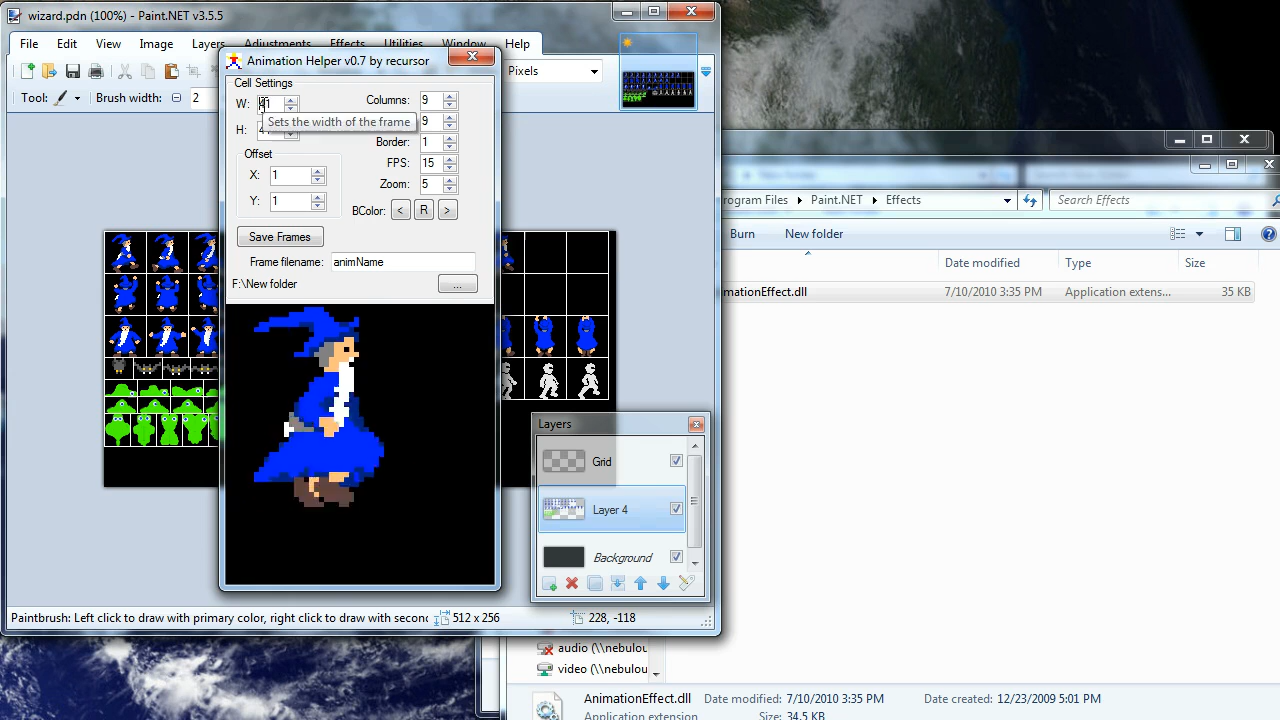 wizard.pdn (100%) - Paint.NET v3.5.5
File Edit View Image Layers Adjustments Effects Utilities Window Help
Pixels
Tool: Brush width: 2
Animation Helper v0.7 by recursor
Cell Settings
W: 41
Columns: 9
Sets the width of the frame
9
H:
Border: 1
Offset
FPS: 15
X: 1
Zoom: 5
Y: 1
BColor: < R >
Save Frames
Frame filename: animName
F:\New folder
...
Layers
Grid
Layer 4
Background
Paintbrush: Left click to draw with primary color, right click to draw with secon
512 x 256
228, -118
rogram Files Paint.NET Effects
Search Effects
Burn New folder
Date modified Type Size
mationEffect.dll 7/10/2010 3:35 PM Application extens... 35 KB
audio (\\nebulou
video (\\nebulou
AnimationEffect.dll Date modified: 7/10/2010 3:35 PM Date created: 12/23/2009 5:01 PM
Application extension Size: 34.5 KB